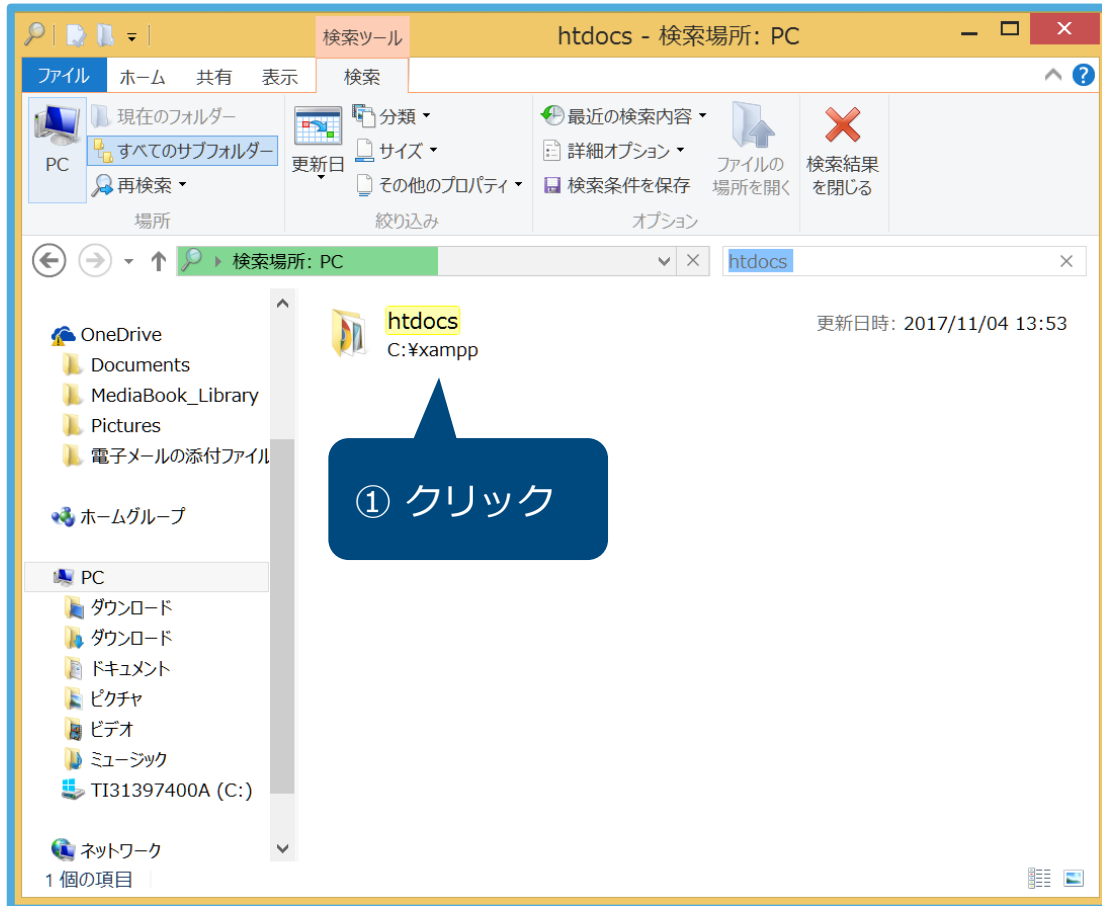 検索ツール
htdocs - 検索場所: PC
ファイル ホーム 共有 表示 検索
PC
現在のフォルダー
すべてのサブフォルダー
再検索
場所
更新日
分類
サイズ
その他のプロパティ
絞り込み
最近の検索内容
詳細オプション
検索条件を保存
オプション
ファイルの
場所を開く
検索結果
を閉じる
検索場所: PC
htdocs
OneDrive
Documents
MediaBook_Library
Pictures
電子メールの添付ファイル
ホームグループ
PC
ダウンロード
ダウンロード
ドキュメント
ピクチャ
ビデオ
ミュージック
TI31397400A (C:)
ネットワーク
htdocs
C:¥xampp
更新日時: 2017/11/04 13:53
① クリック
1 個の項目